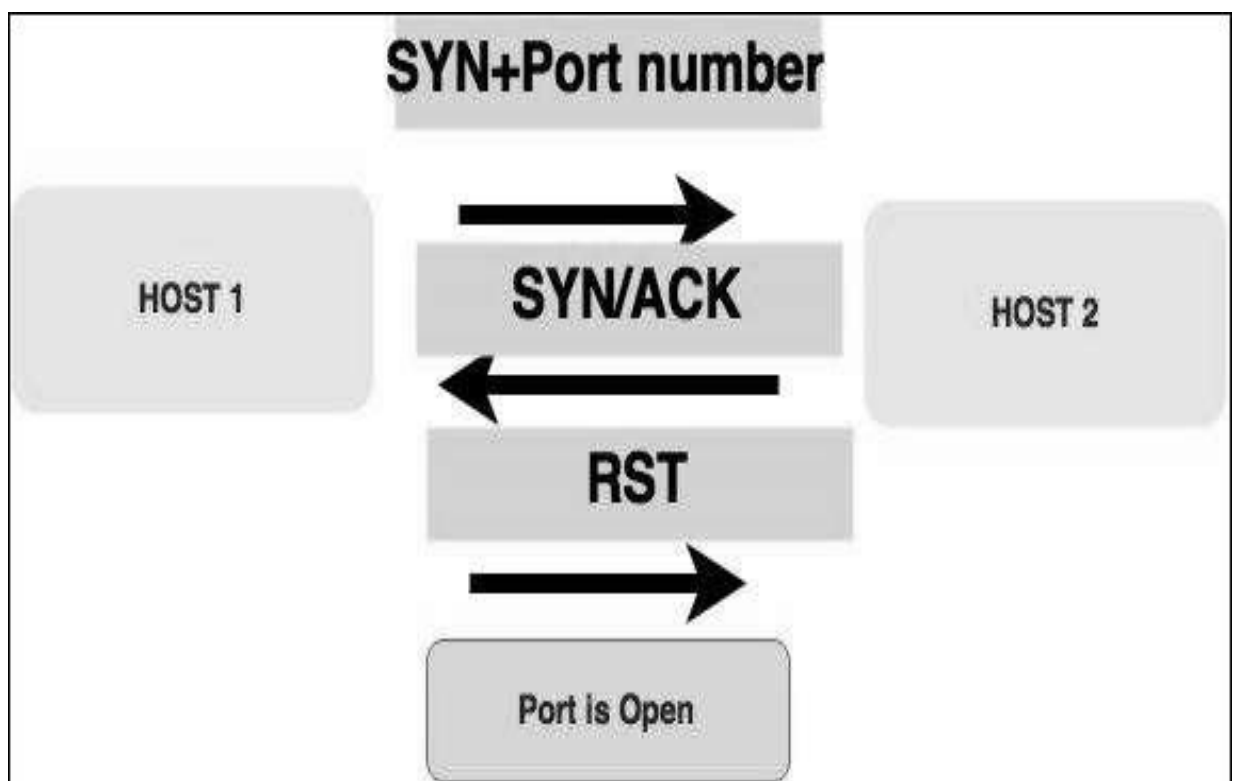 SYN+Port number
HOST 1
SYN/ACK
HOST 2
RST
Port is Open